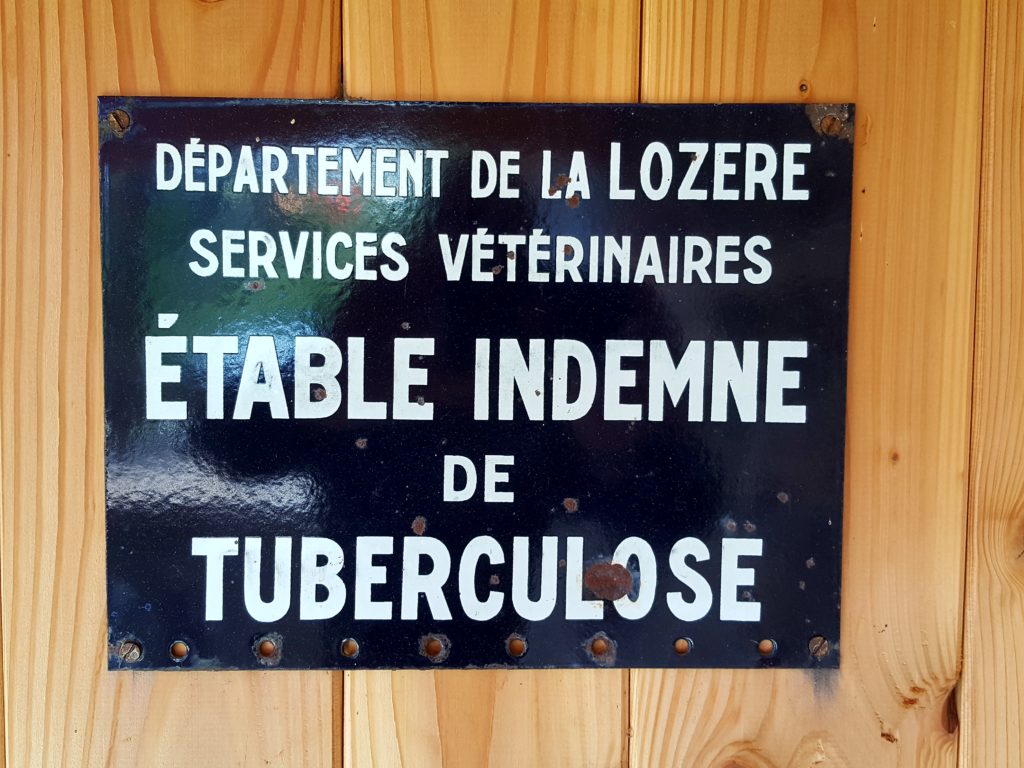 DÉPARTEMENT DE LA LOZERE
SERVICES VÉTÉRINAIRES
ÉTABLE INDEMNE
DE
TUBERCULOSE